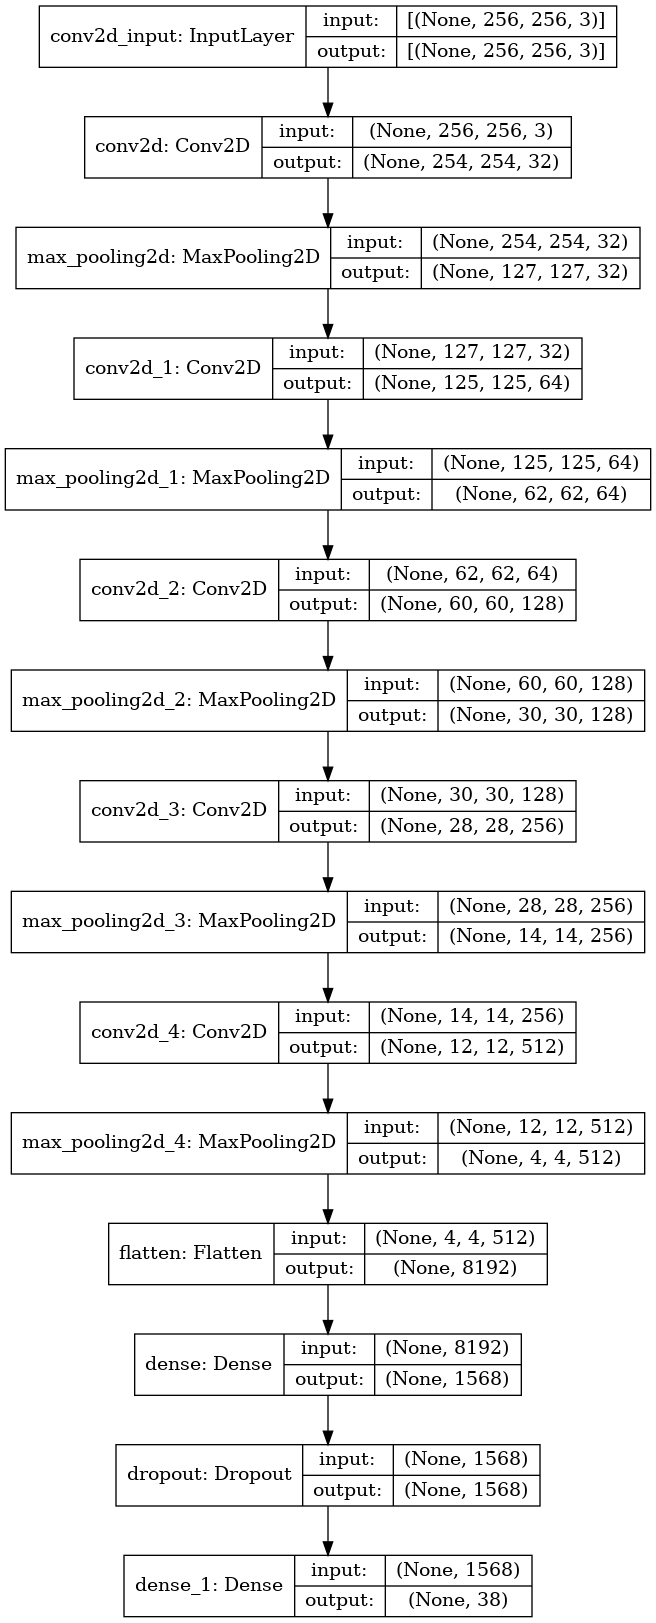 conv2d_input: InputLayer
input: [(None, 256, 256, 3)]
output: [(None, 256, 256, 3)]
conv2d: Conv2D
input: (None, 256, 256, 3)
output: (None, 254, 254, 32)
max_pooling2d: MaxPooling2D
input: (None, 254, 254, 32)
output: (None, 127, 127, 32)
conv2d_1: Conv2D
input: (None, 127, 127, 32)
output: (None, 125, 125, 64)
max_pooling2d_1: MaxPooling2D
input: (None, 125, 125, 64)
output: (None, 62, 62, 64)
conv2d_2: Conv2D
input: (None, 62, 62, 64)
output: (None, 60, 60, 128)
max_pooling2d_2: MaxPooling2D
input: (None, 60, 60, 128)
output: (None, 30, 30, 128)
conv2d_3: Conv2D
input: (None, 30, 30, 128)
output: (None, 28, 28, 256)
max_pooling2d_3: MaxPooling2D
input: (None, 28, 28, 256)
output: (None, 14, 14, 256)
conv2d_4: Conv2D
input: (None, 14, 14, 256)
output: (None, 12, 12, 512)
max_pooling2d_4: MaxPooling2D
input: (None, 12, 12, 512)
output: (None, 4, 4, 512)
flatten: Flatten
input: (None, 4, 4, 512)
output: (None, 8192)
dense: Dense
input: (None, 8192)
output: (None, 1568)
dropout: Dropout
input: (None, 1568)
output: (None, 1568)
dense_1: Dense
input: (None, 1568)
output: (None, 38)